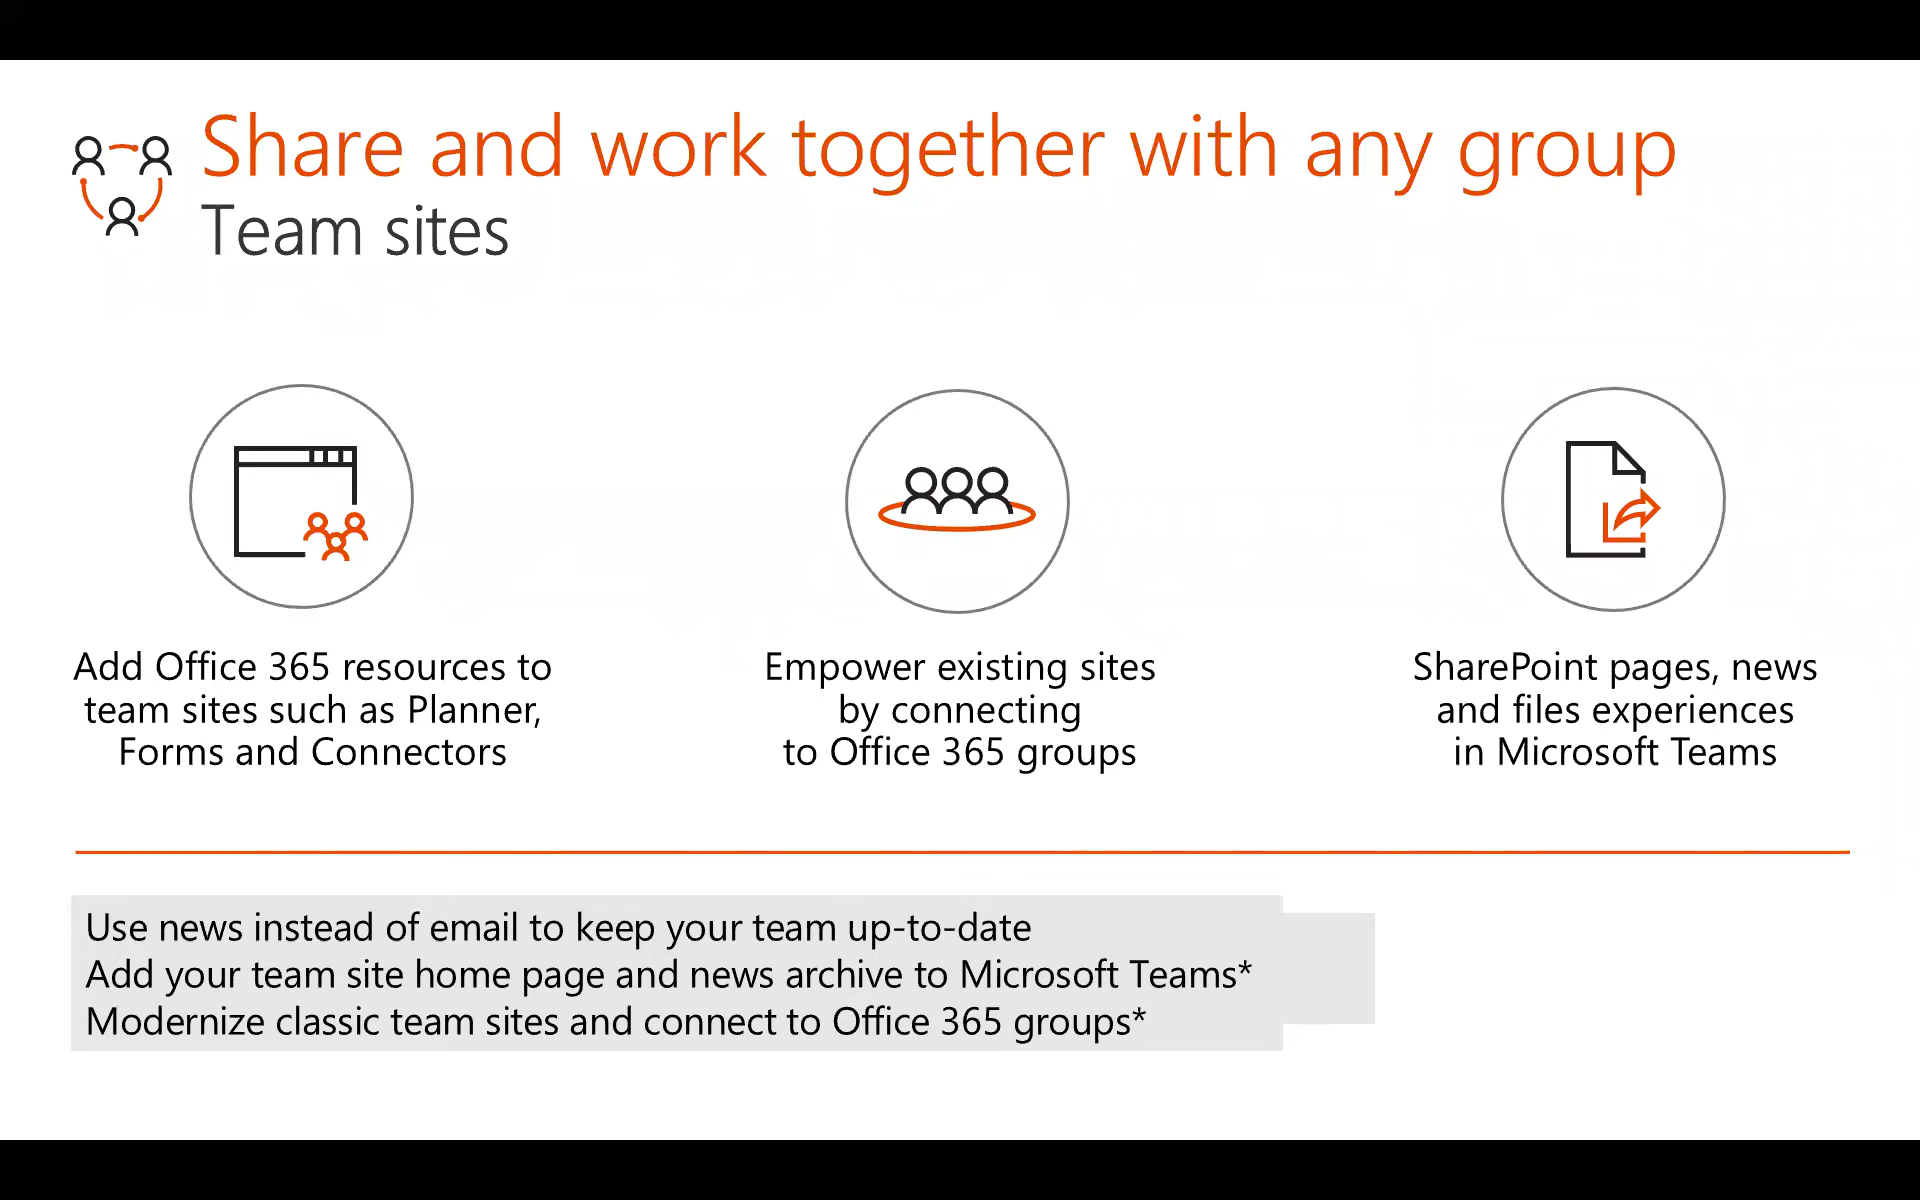 Share and work together with any group
Team sites
Add Office 365 resources to
team sites such as Planner,
Forms and Connectors
Empower existing sites
by connecting
to Office 365 groups
SharePoint pages, news
and files experiences
in Microsoft Teams
Use news instead of email to keep your team up-to-date
Add your team site home page and news archive to Microsoft Teams*
Modernize classic team sites and connect to Office 365 groups*